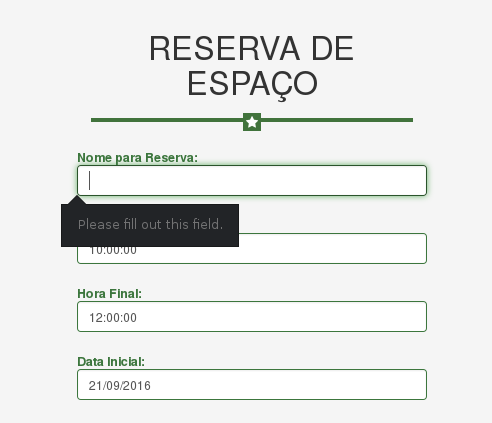 RESERVA DE
ESPAÇO
Nome para Reserva:
Please fill out this field.
10:00:00
Hora Final:
12:00:00
Data Inicial:
21/09/2016